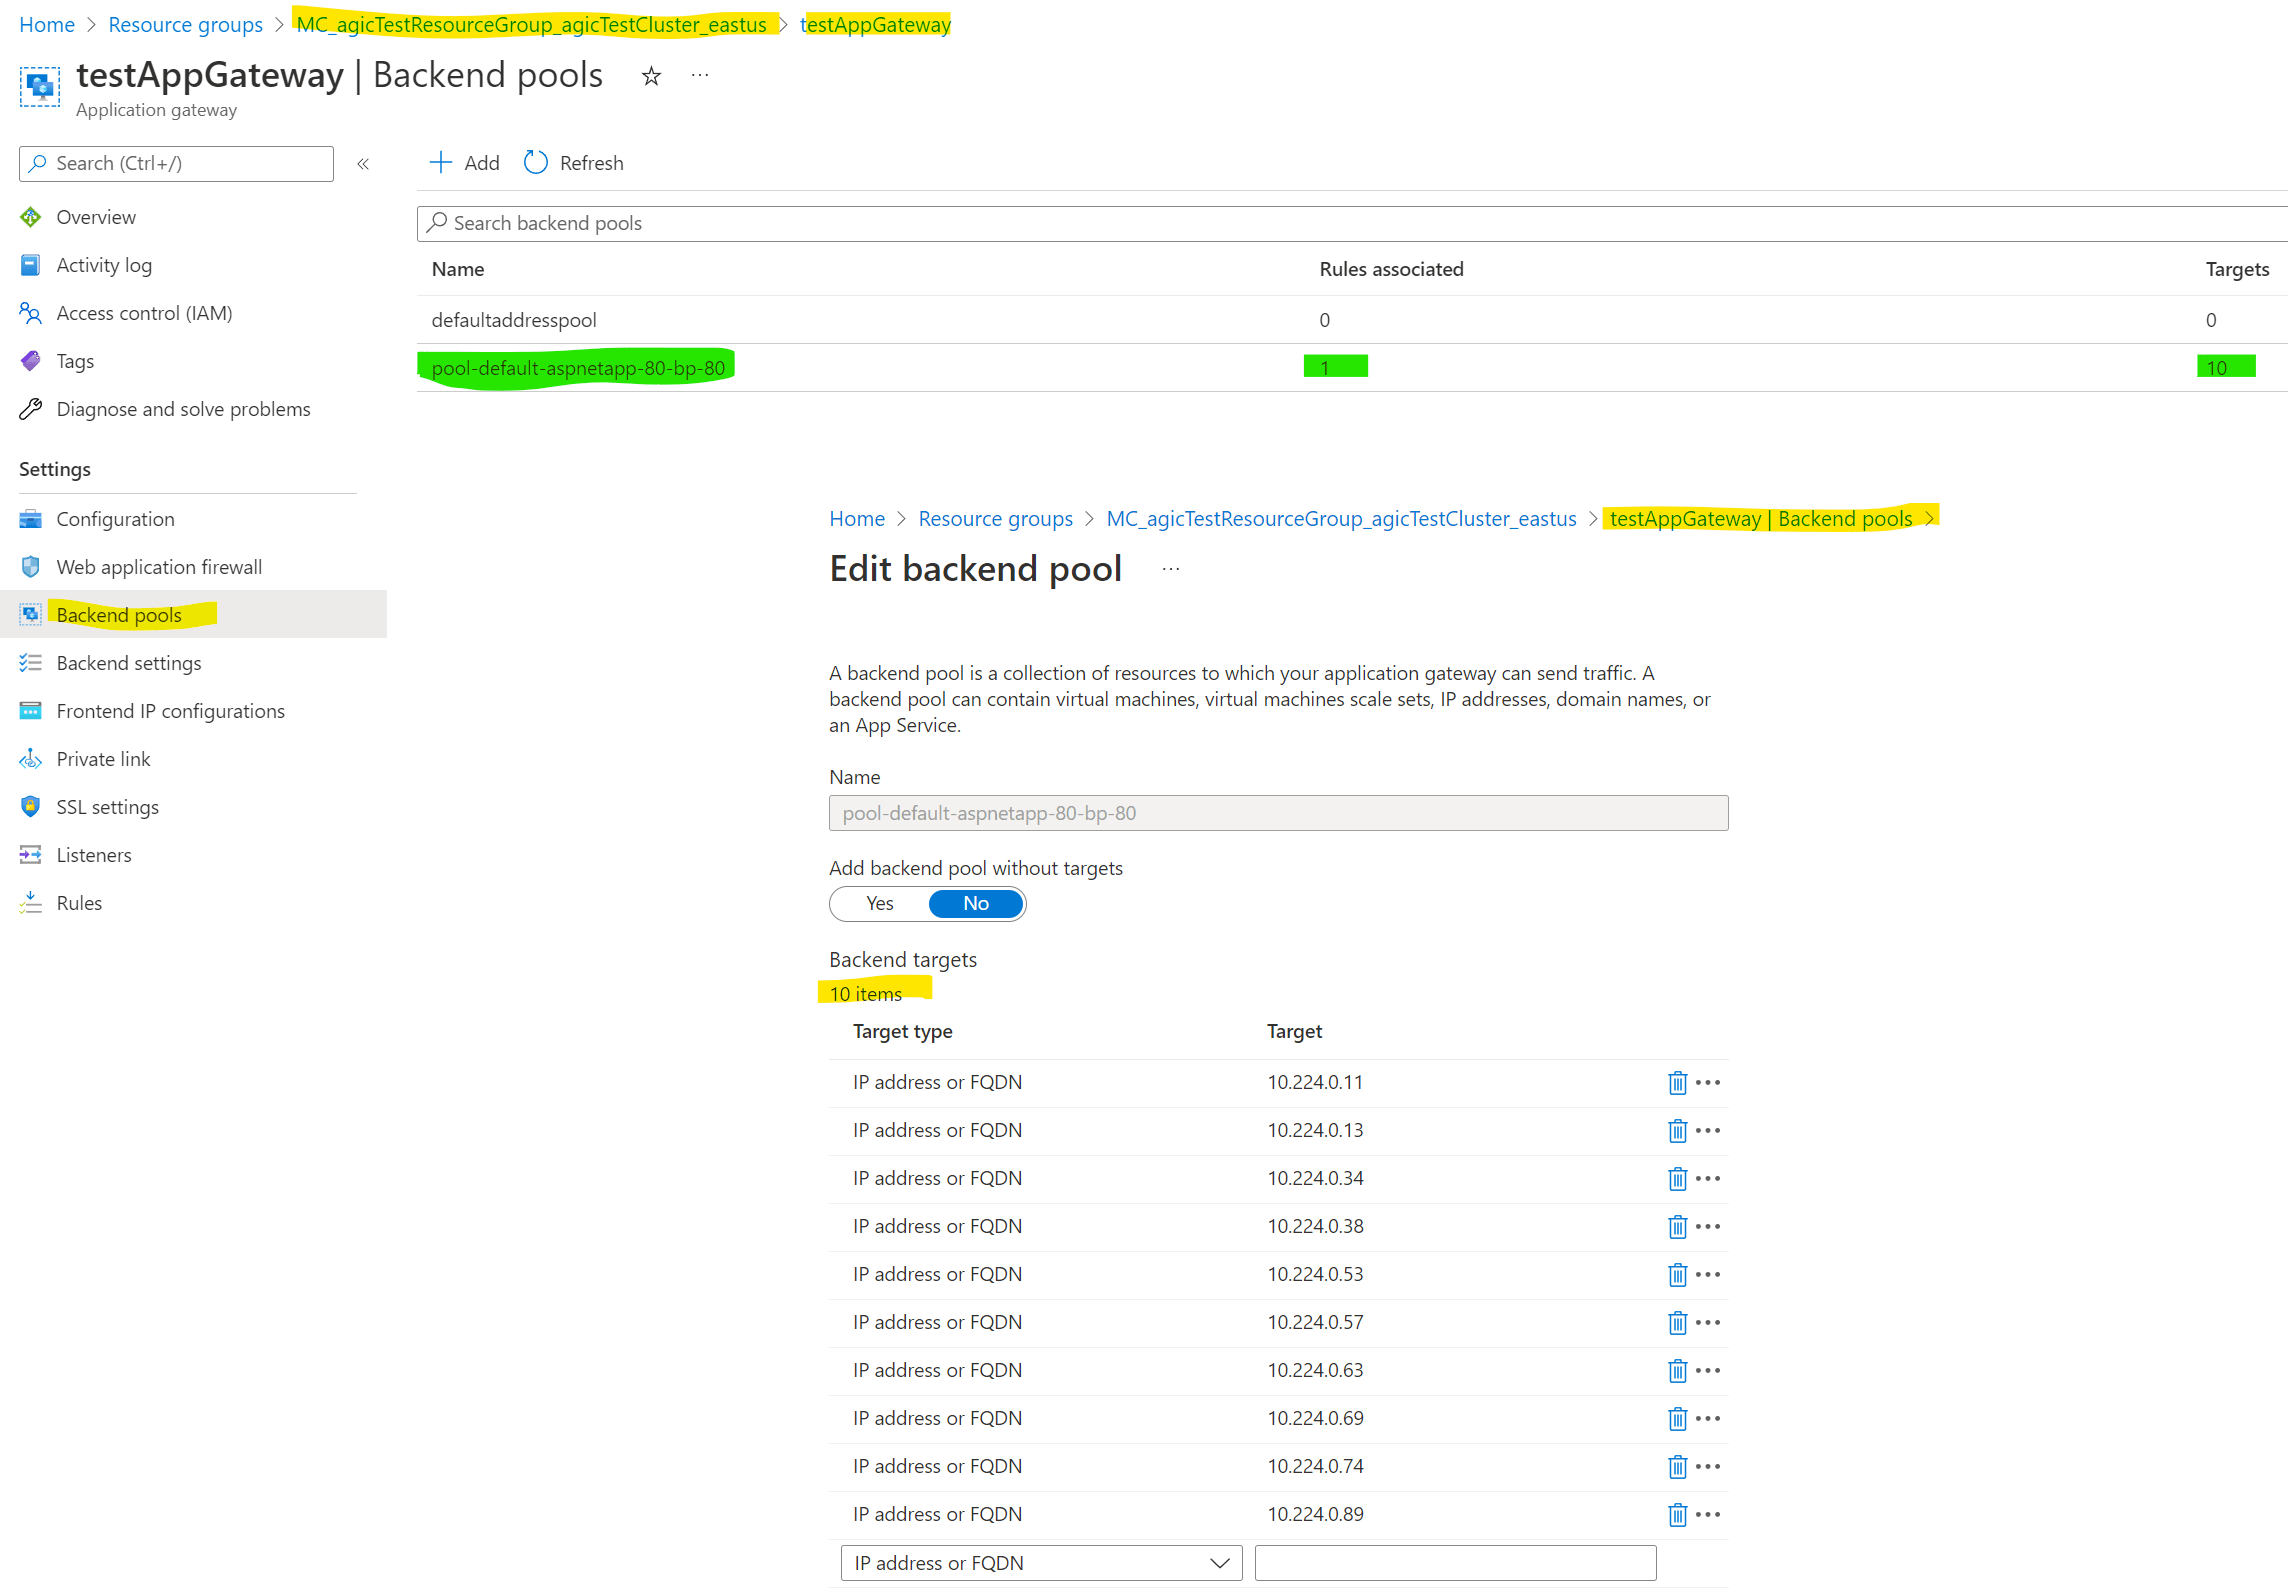 Home > Resource groups > MC_agicTestResourceGroup_agicTestCluster_eastus > testAppGateway
testAppGateway | Backend pools ☆ ...
Application gateway
Search (Ctrl+/) «
Overview
Activity log
Access control (IAM)
Tags
Diagnose and solve problems
Settings
Configuration
Web application firewall
Backend pools
Backend settings
Frontend IP configurations
Private link
SSL settings
Listeners
Rules
+ Add Refresh
Search backend pools
Name Rules associated Targets
defaultaddresspool 0 0
pool-default-aspnetapp-80-bp-80 1 10
Home > Resource groups > MC_agicTestResourceGroup_agicTestCluster_eastus > testAppGateway | Backend pools >
Edit backend pool ...
A backend pool is a collection of resources to which your application gateway can send traffic. A
backend pool can contain virtual machines, virtual machines scale sets, IP addresses, domain names, or
an App Service.
Name
pool-default-aspnetapp-80-bp-80
Add backend pool without targets
Yes No
Backend targets
10 items
Target type Target
IP address or FQDN 10.224.0.11 •••
IP address or FQDN 10.224.0.13 •••
IP address or FQDN 10.224.0.34 •••
IP address or FQDN 10.224.0.38 •••
IP address or FQDN 10.224.0.53 •••
IP address or FQDN 10.224.0.57 •••
IP address or FQDN 10.224.0.63 •••
IP address or FQDN 10.224.0.69 •••
IP address or FQDN 10.224.0.74 •••
IP address or FQDN 10.224.0.89 •••
IP address or FQDN